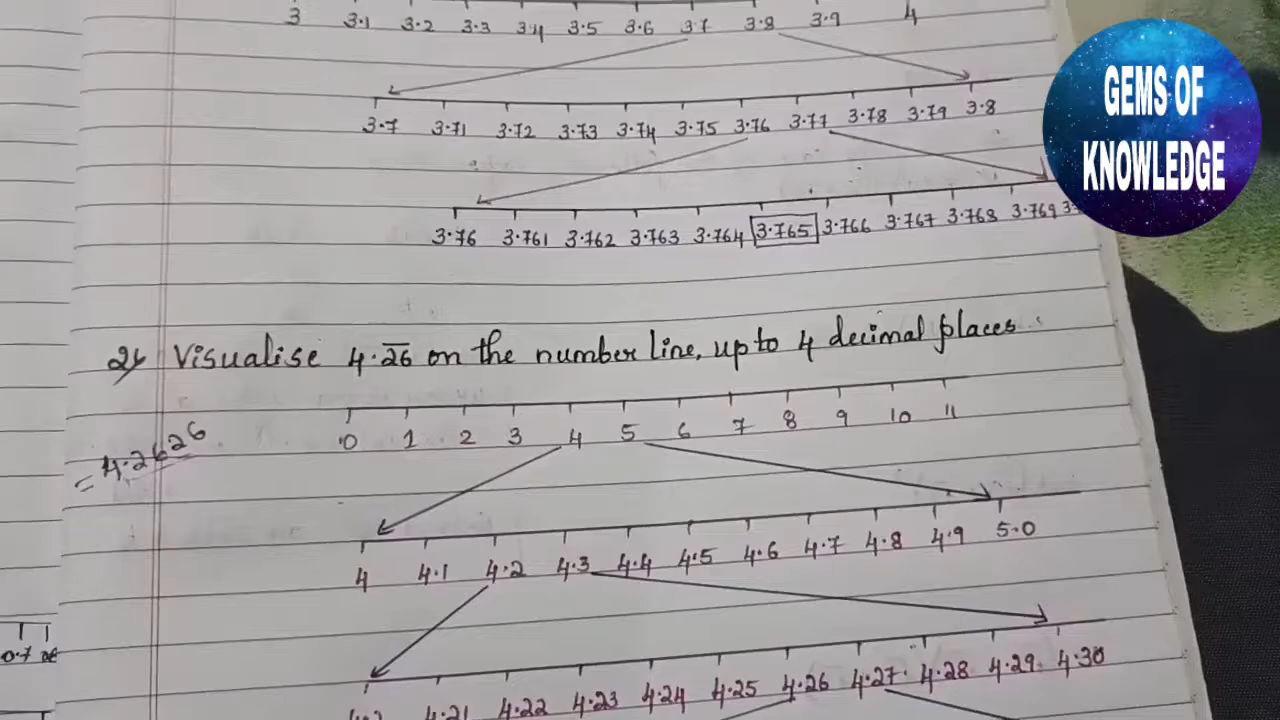 3 3.1 3.2 3.3 3.4 3.5 3.6 3.7 3.8 3.9 4
3.7 3.71 3.72 3.73 3.74 3.75 3.76 3.77 3.78 3.79 3.8
3.76 3.761 3.762 3.763 3.764 3.765 3.766 3.767 3.768 3.769
GEMS OF
KNOWLEDGE
2) Visualise 4.2̅6̅ on the number line, up to 4 decimal places.
0 1 2 3 4 5 6 7 8 9 10 11
= 4.2626
4 4.1 4.2 4.3 4.4 4.5 4.6 4.7 4.8 4.9 5.0
4.21 4.22 4.23 4.24 4.25 4.26 4.27 4.28 4.29 4.30
0.7